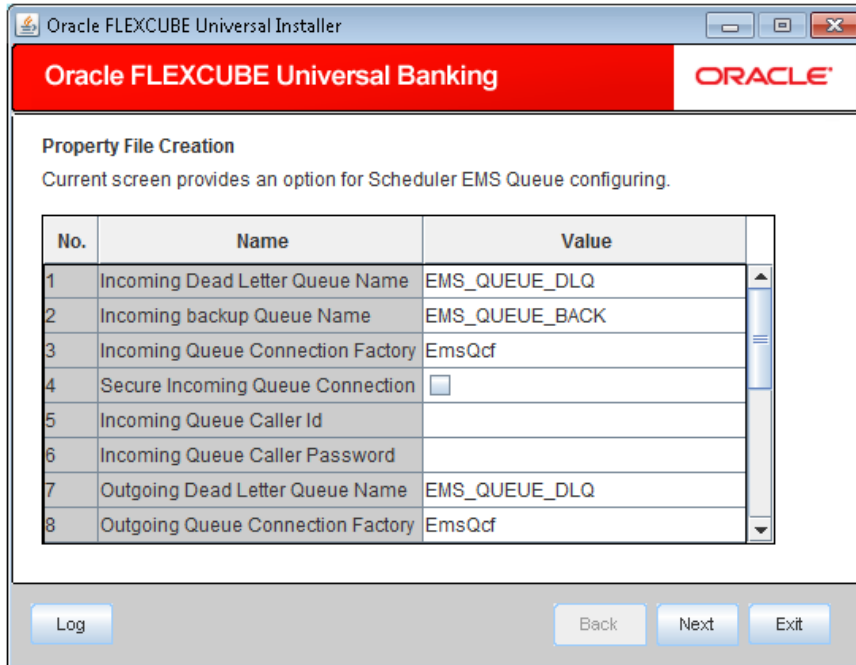 Oracle FLEXCUBE Universal Installer
Oracle FLEXCUBE Universal Banking
ORACLE®
Property File Creation
Current screen provides an option for Scheduler EMS Queue configuring.
No. Name Value
1 Incoming Dead Letter Queue Name EMS_QUEUE_DLQ
2 Incoming backup Queue Name EMS_QUEUE_BACK
3 Incoming Queue Connection Factory EmsQcf
4 Secure Incoming Queue Connection
5 Incoming Queue Caller Id
6 Incoming Queue Caller Password
7 Outgoing Dead Letter Queue Name EMS_QUEUE_DLQ
8 Outgoing Queue Connection Factory EmsQcf
Log Back Next Exit